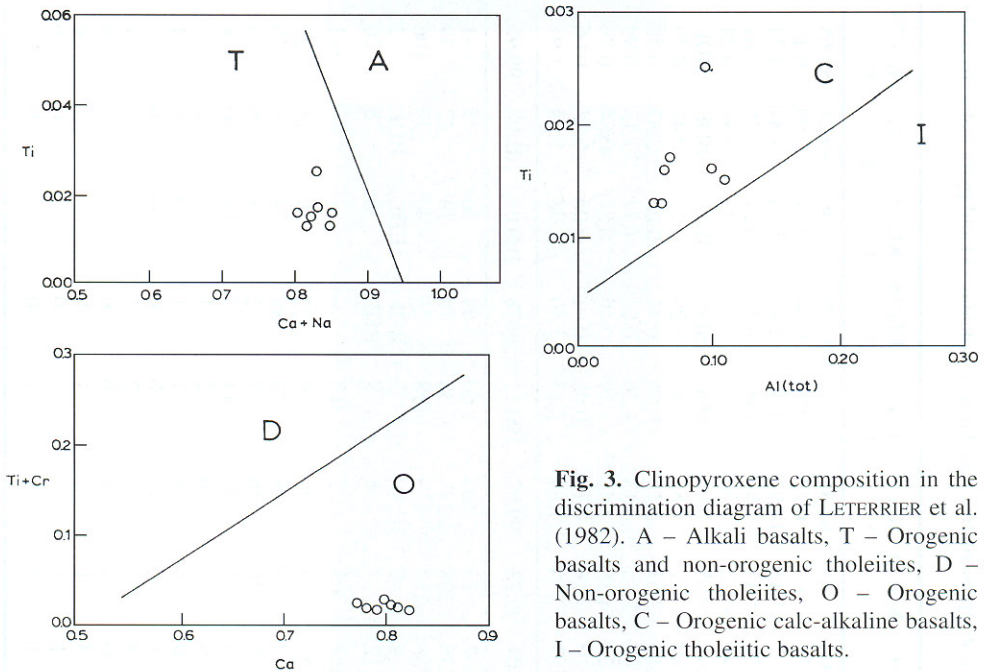 0.06
0.04
Ti
0.02
0.00
0.5
0.6
0.7
0.8
0.9
1.00
Ca + Na
T
A
0.03
0.02
Ti
0.01
0.00
0.00
0.10
0.20
0.30
Al (tot)
C
I
0.3
0.2
Ti+Cr
0.1
0.0
0.5
0.6
0.7
0.8
0.9
Ca
D
O
Fig. 3. Clinopyroxene composition in the
discrimination diagram of LETERRIER et al.
(1982). A – Alkali basalts, T – Orogenic
basalts and non-orogenic tholeiites, D –
Non-orogenic tholeiites, O – Orogenic
basalts, C – Orogenic calc-alkaline basalts,
I – Orogenic tholeiitic basalts.